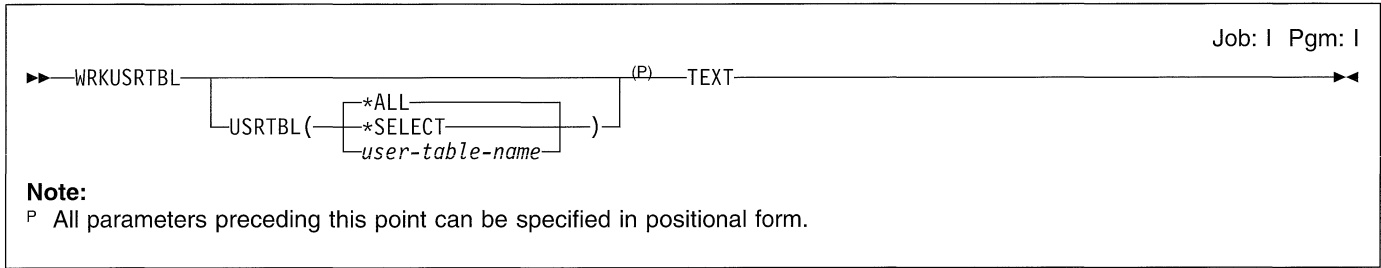 Job: I Pgm: I
WRKUSRTBL (P) TEXT
*ALL
USRTBL( *SELECT )
user-table-name
Note:
P All parameters preceding this point can be specified in positional form.